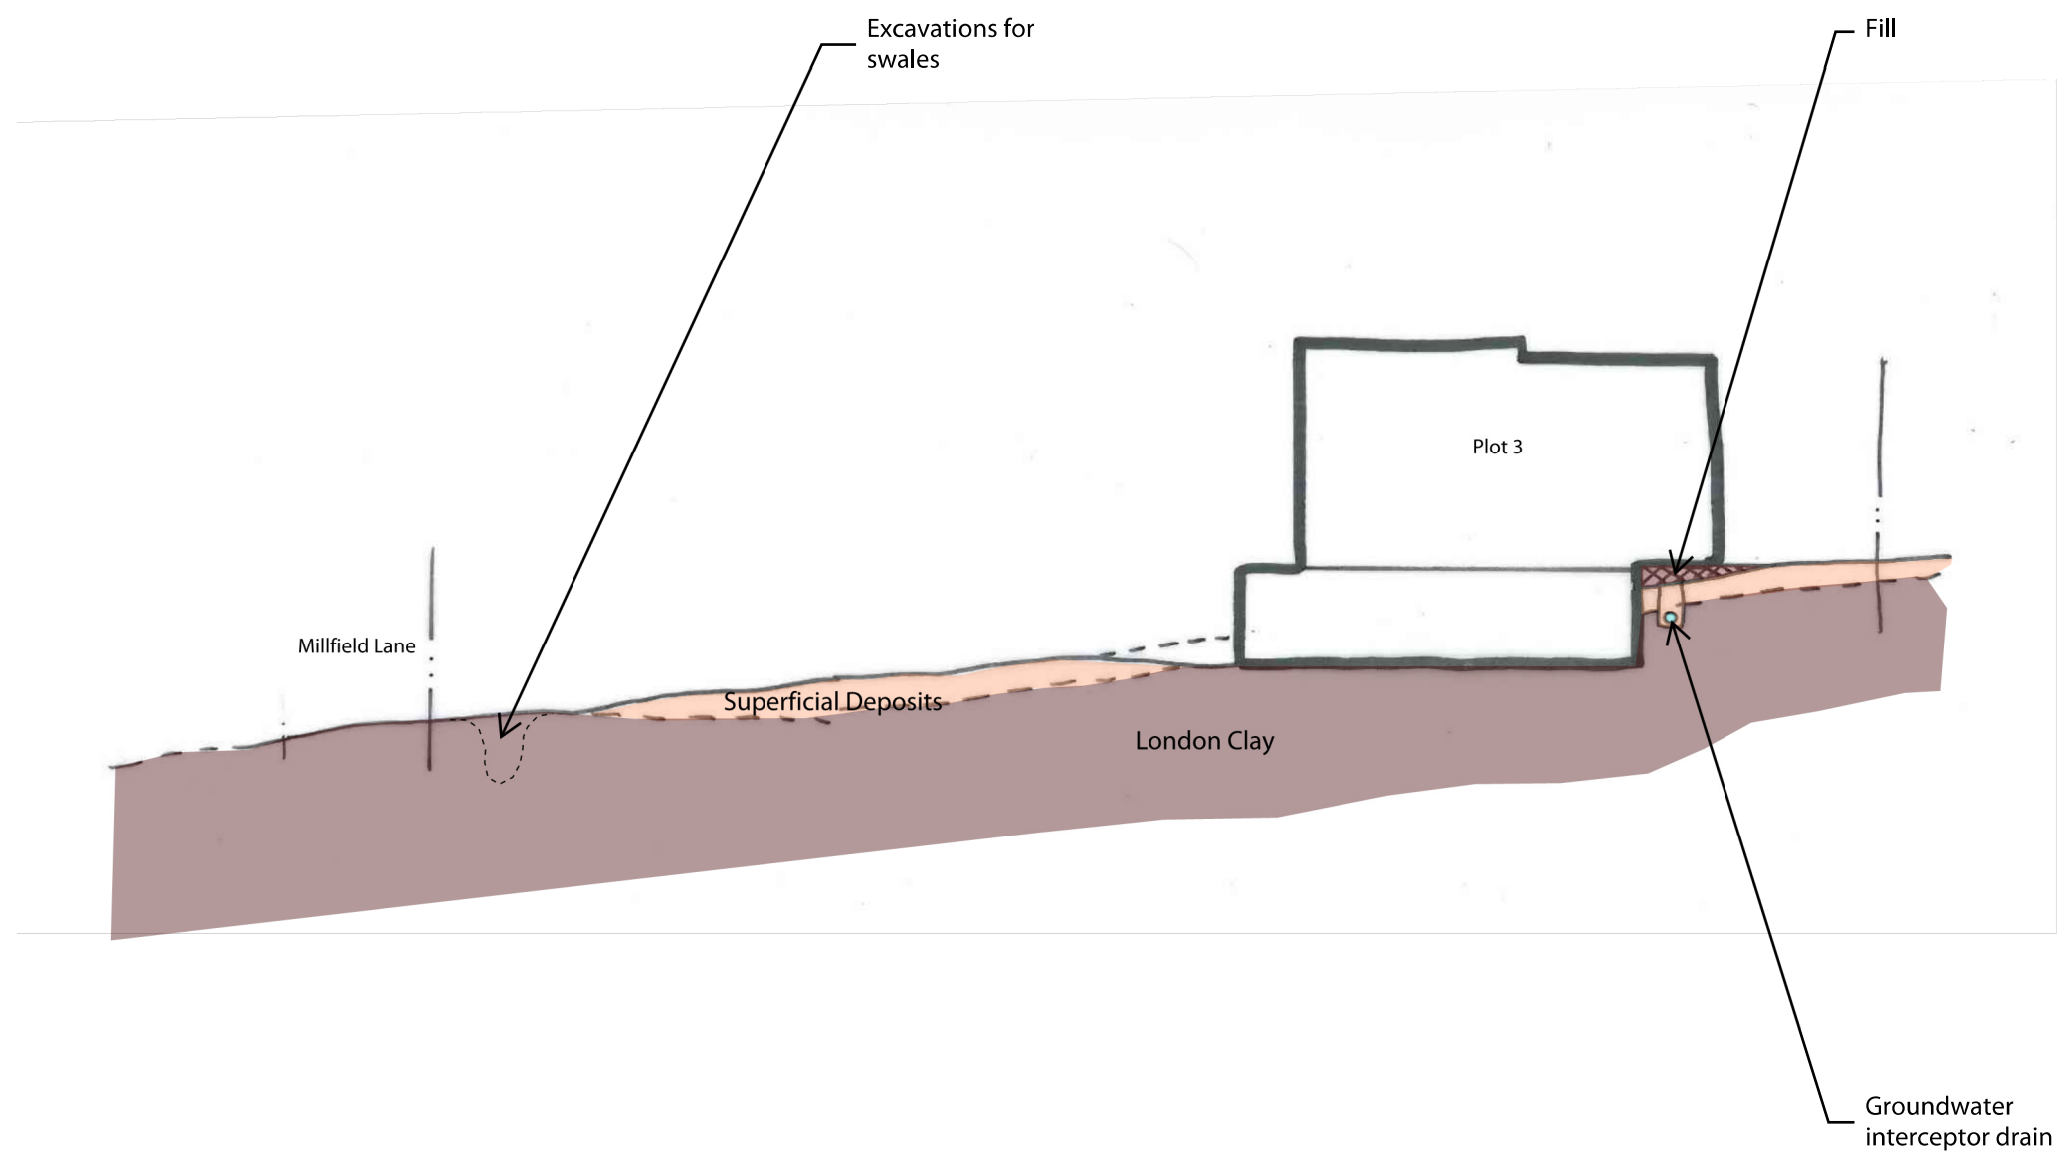 Excavations for
swales
Fill
Plot 3
Millfield Lane
Superficial Deposits
London Clay
Groundwater
interceptor drain